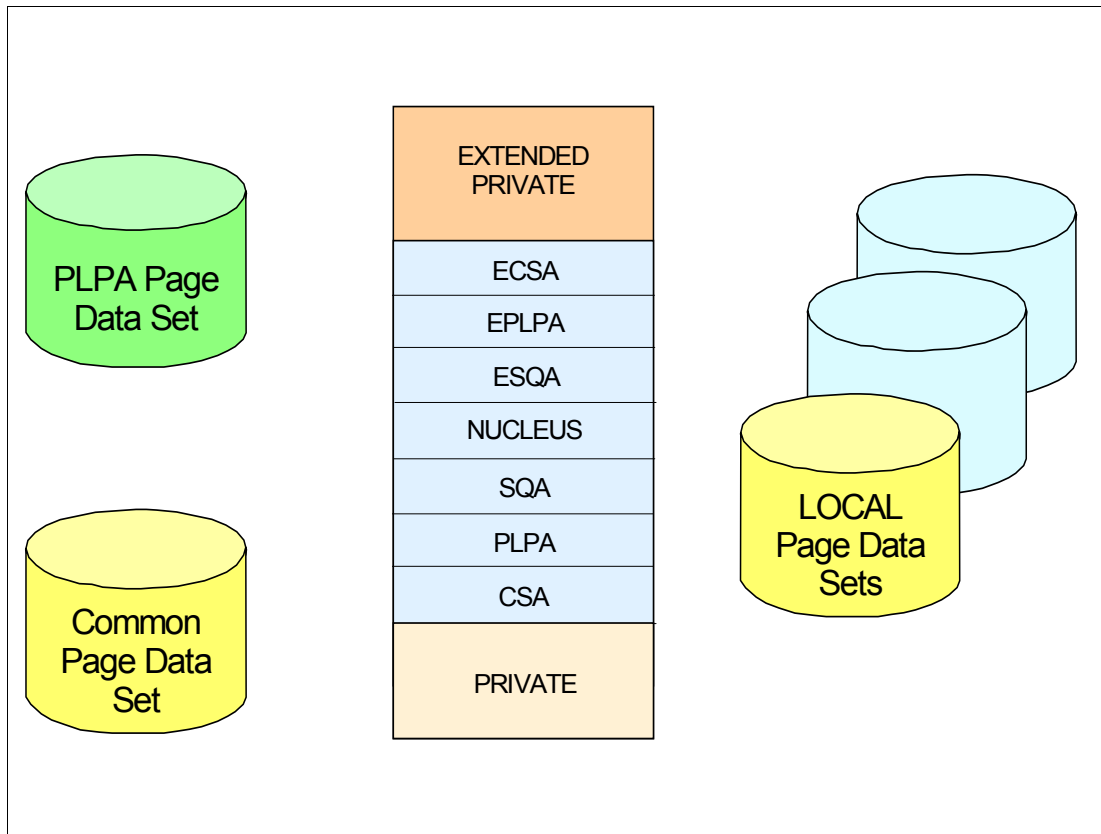 PLPA Page
Data Set
Common
Page Data
Set
EXTENDED
PRIVATE
ECSA
EPLPA
ESQA
NUCLEUS
SQA
PLPA
CSA
PRIVATE
LOCAL
Page Data
Sets